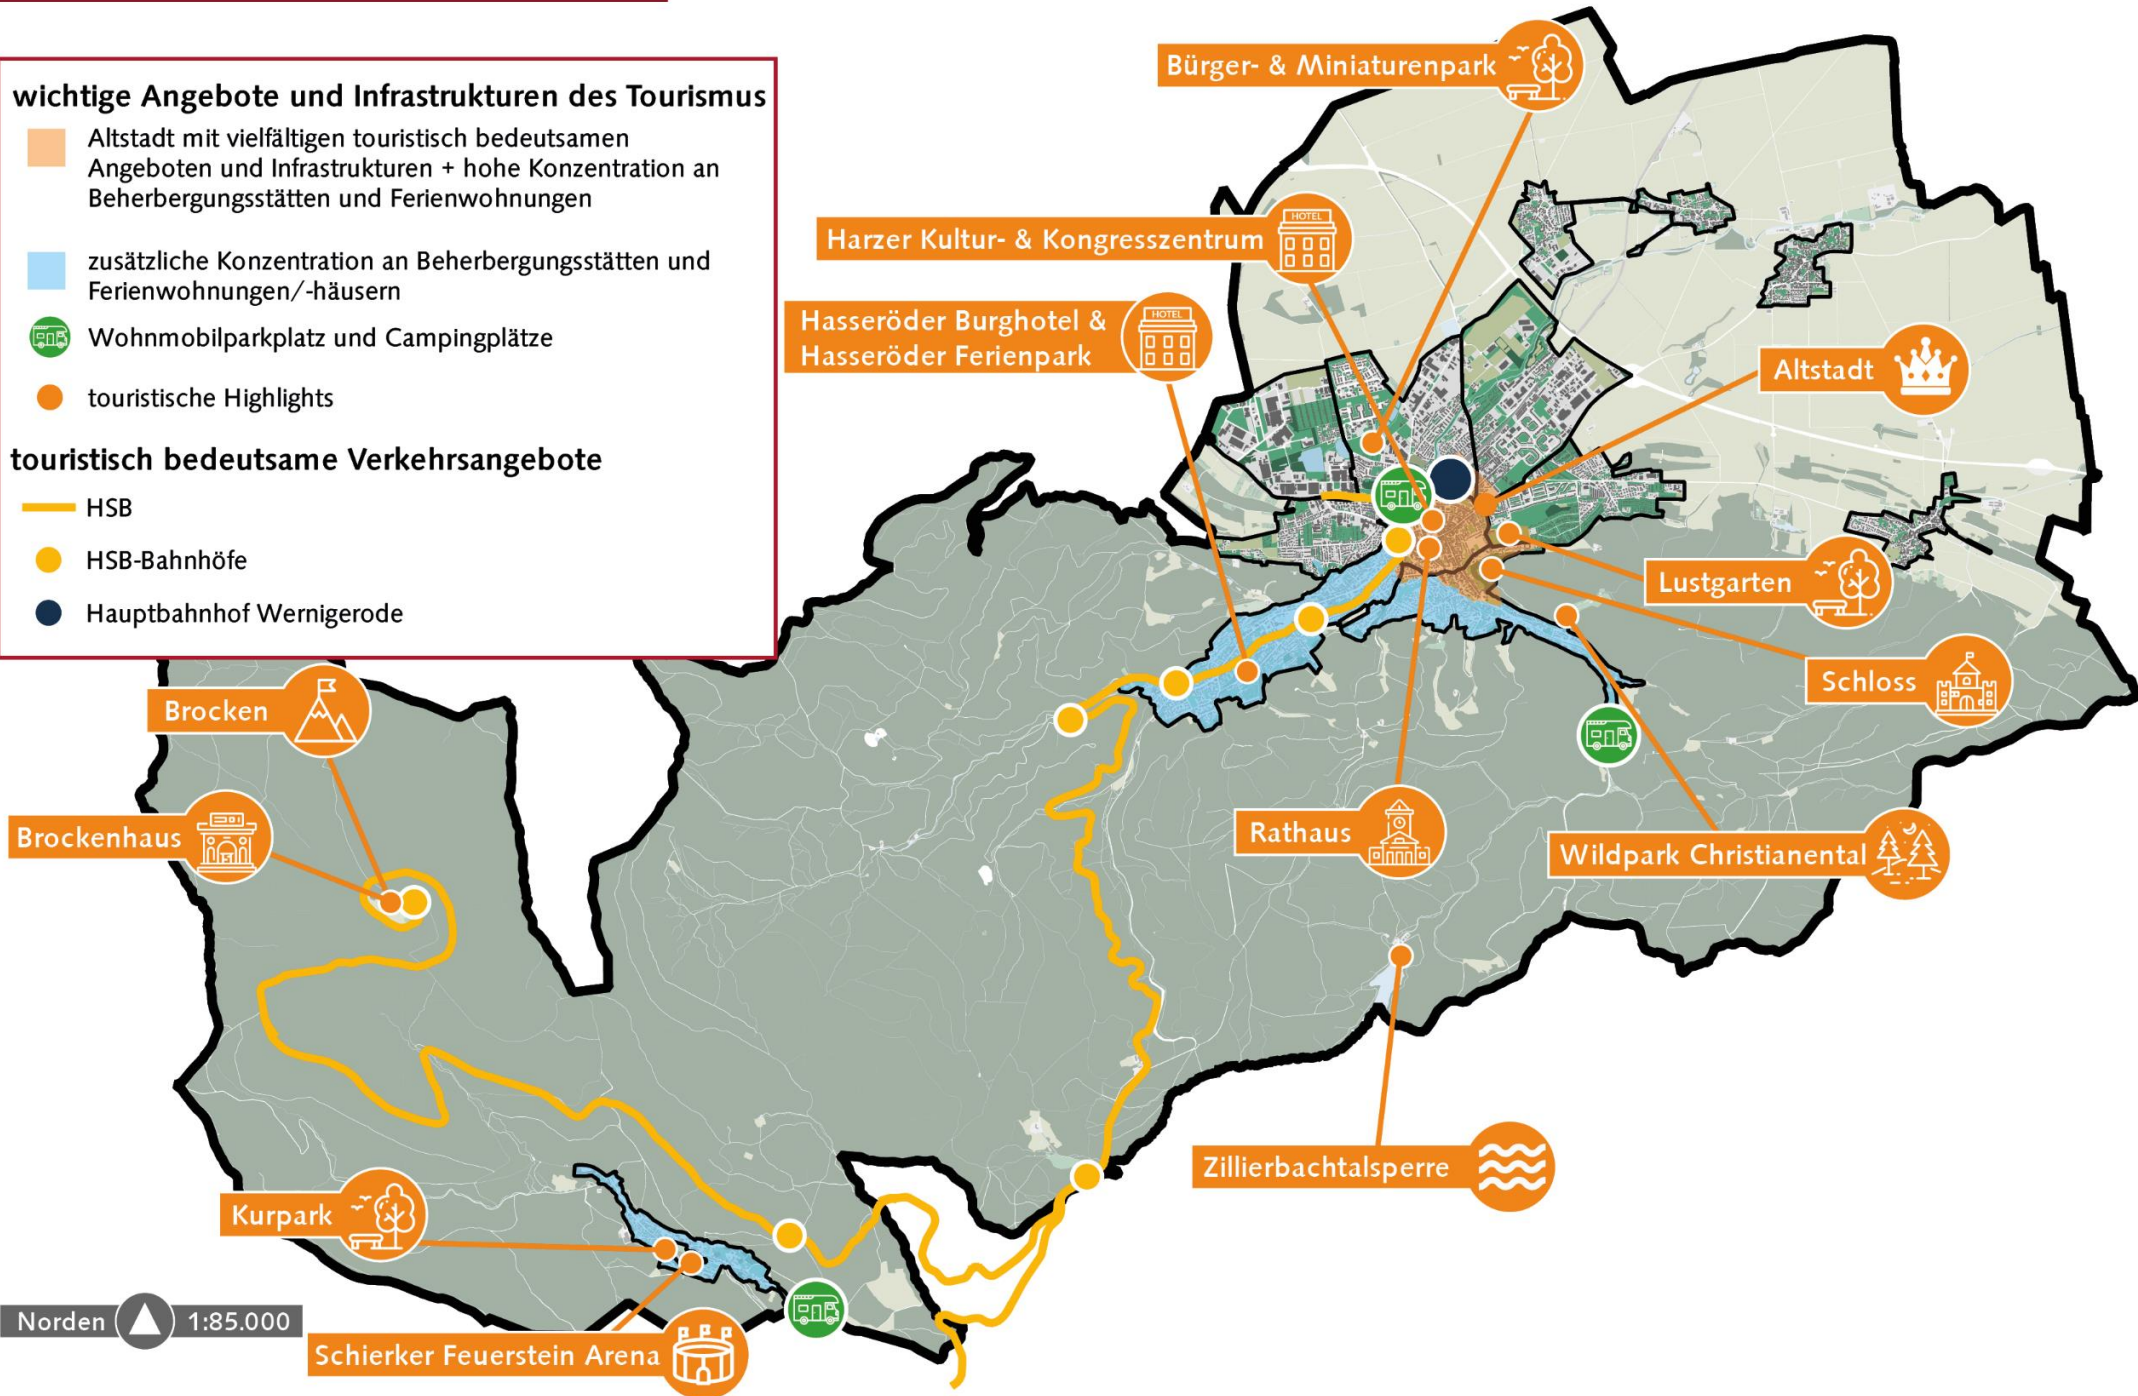 wichtige Angebote und Infrastrukturen des Tourismus
Altstadt mit vielfältigen touristisch bedeutsamen
Angeboten und Infrastrukturen + hohe Konzentration an
Beherbergungsstätten und Ferienwohnungen
zusätzliche Konzentration an Beherbergungsstätten und
Ferienwohnungen/-häusern
Wohnmobilparkplatz und Campingplätze
touristische Highlights
touristisch bedeutsame Verkehrsangebote
HSB
HSB-Bahnhöfe
Hauptbahnhof Wernigerode
Bürger- & Miniaturenpark
Harzer Kultur- & Kongresszentrum
HOTEL
Hasseröder Burghotel &
Hasseröder Ferienpark
HOTEL
Altstadt
Lustgarten
Schloss
Brocken
Brockenhaus
Rathaus
Wildpark Christianental
Zillierbachtalsperre
Kurpark
Schierker Feuerstein Arena
Norden 1:85.000